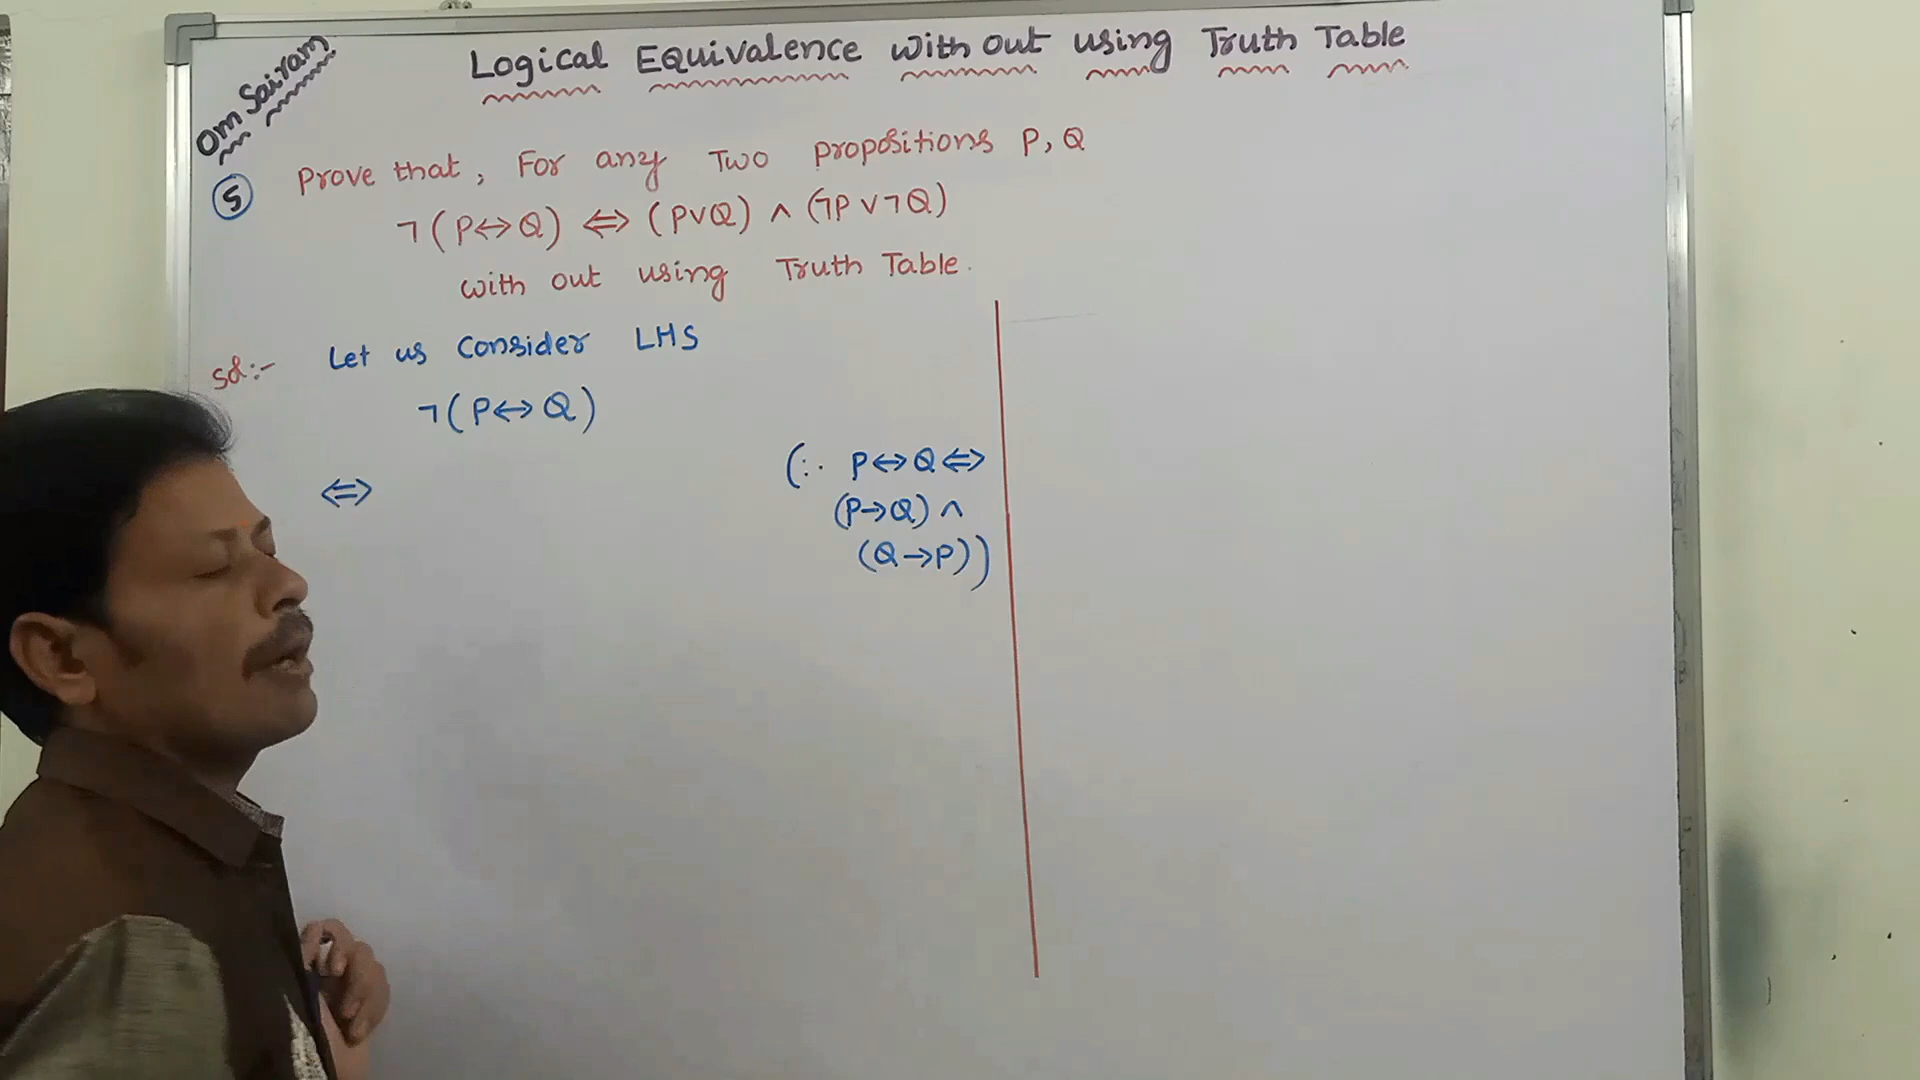 Logical Equivalence with out using Truth Table
Om Sairam
5 Prove that, For any Two propositions P, Q
¬(P↔Q) ⇔ (P∨Q) ∧ (¬P∨¬Q)
with out using Truth Table.
Sol:- Let us Consider LHS
¬(P↔Q)
(∵ P↔Q⇔
⇔ (P→Q) ∧
(Q→P))